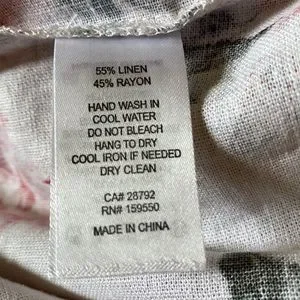 55% LINEN
45% RAYON
HAND WASH IN
COOL WATER
DO NOT BLEACH
HANG TO DRY
COOL IRON IF NEEDED
DRY CLEAN
CA# 28792
RN# 159550
MADE IN CHINA